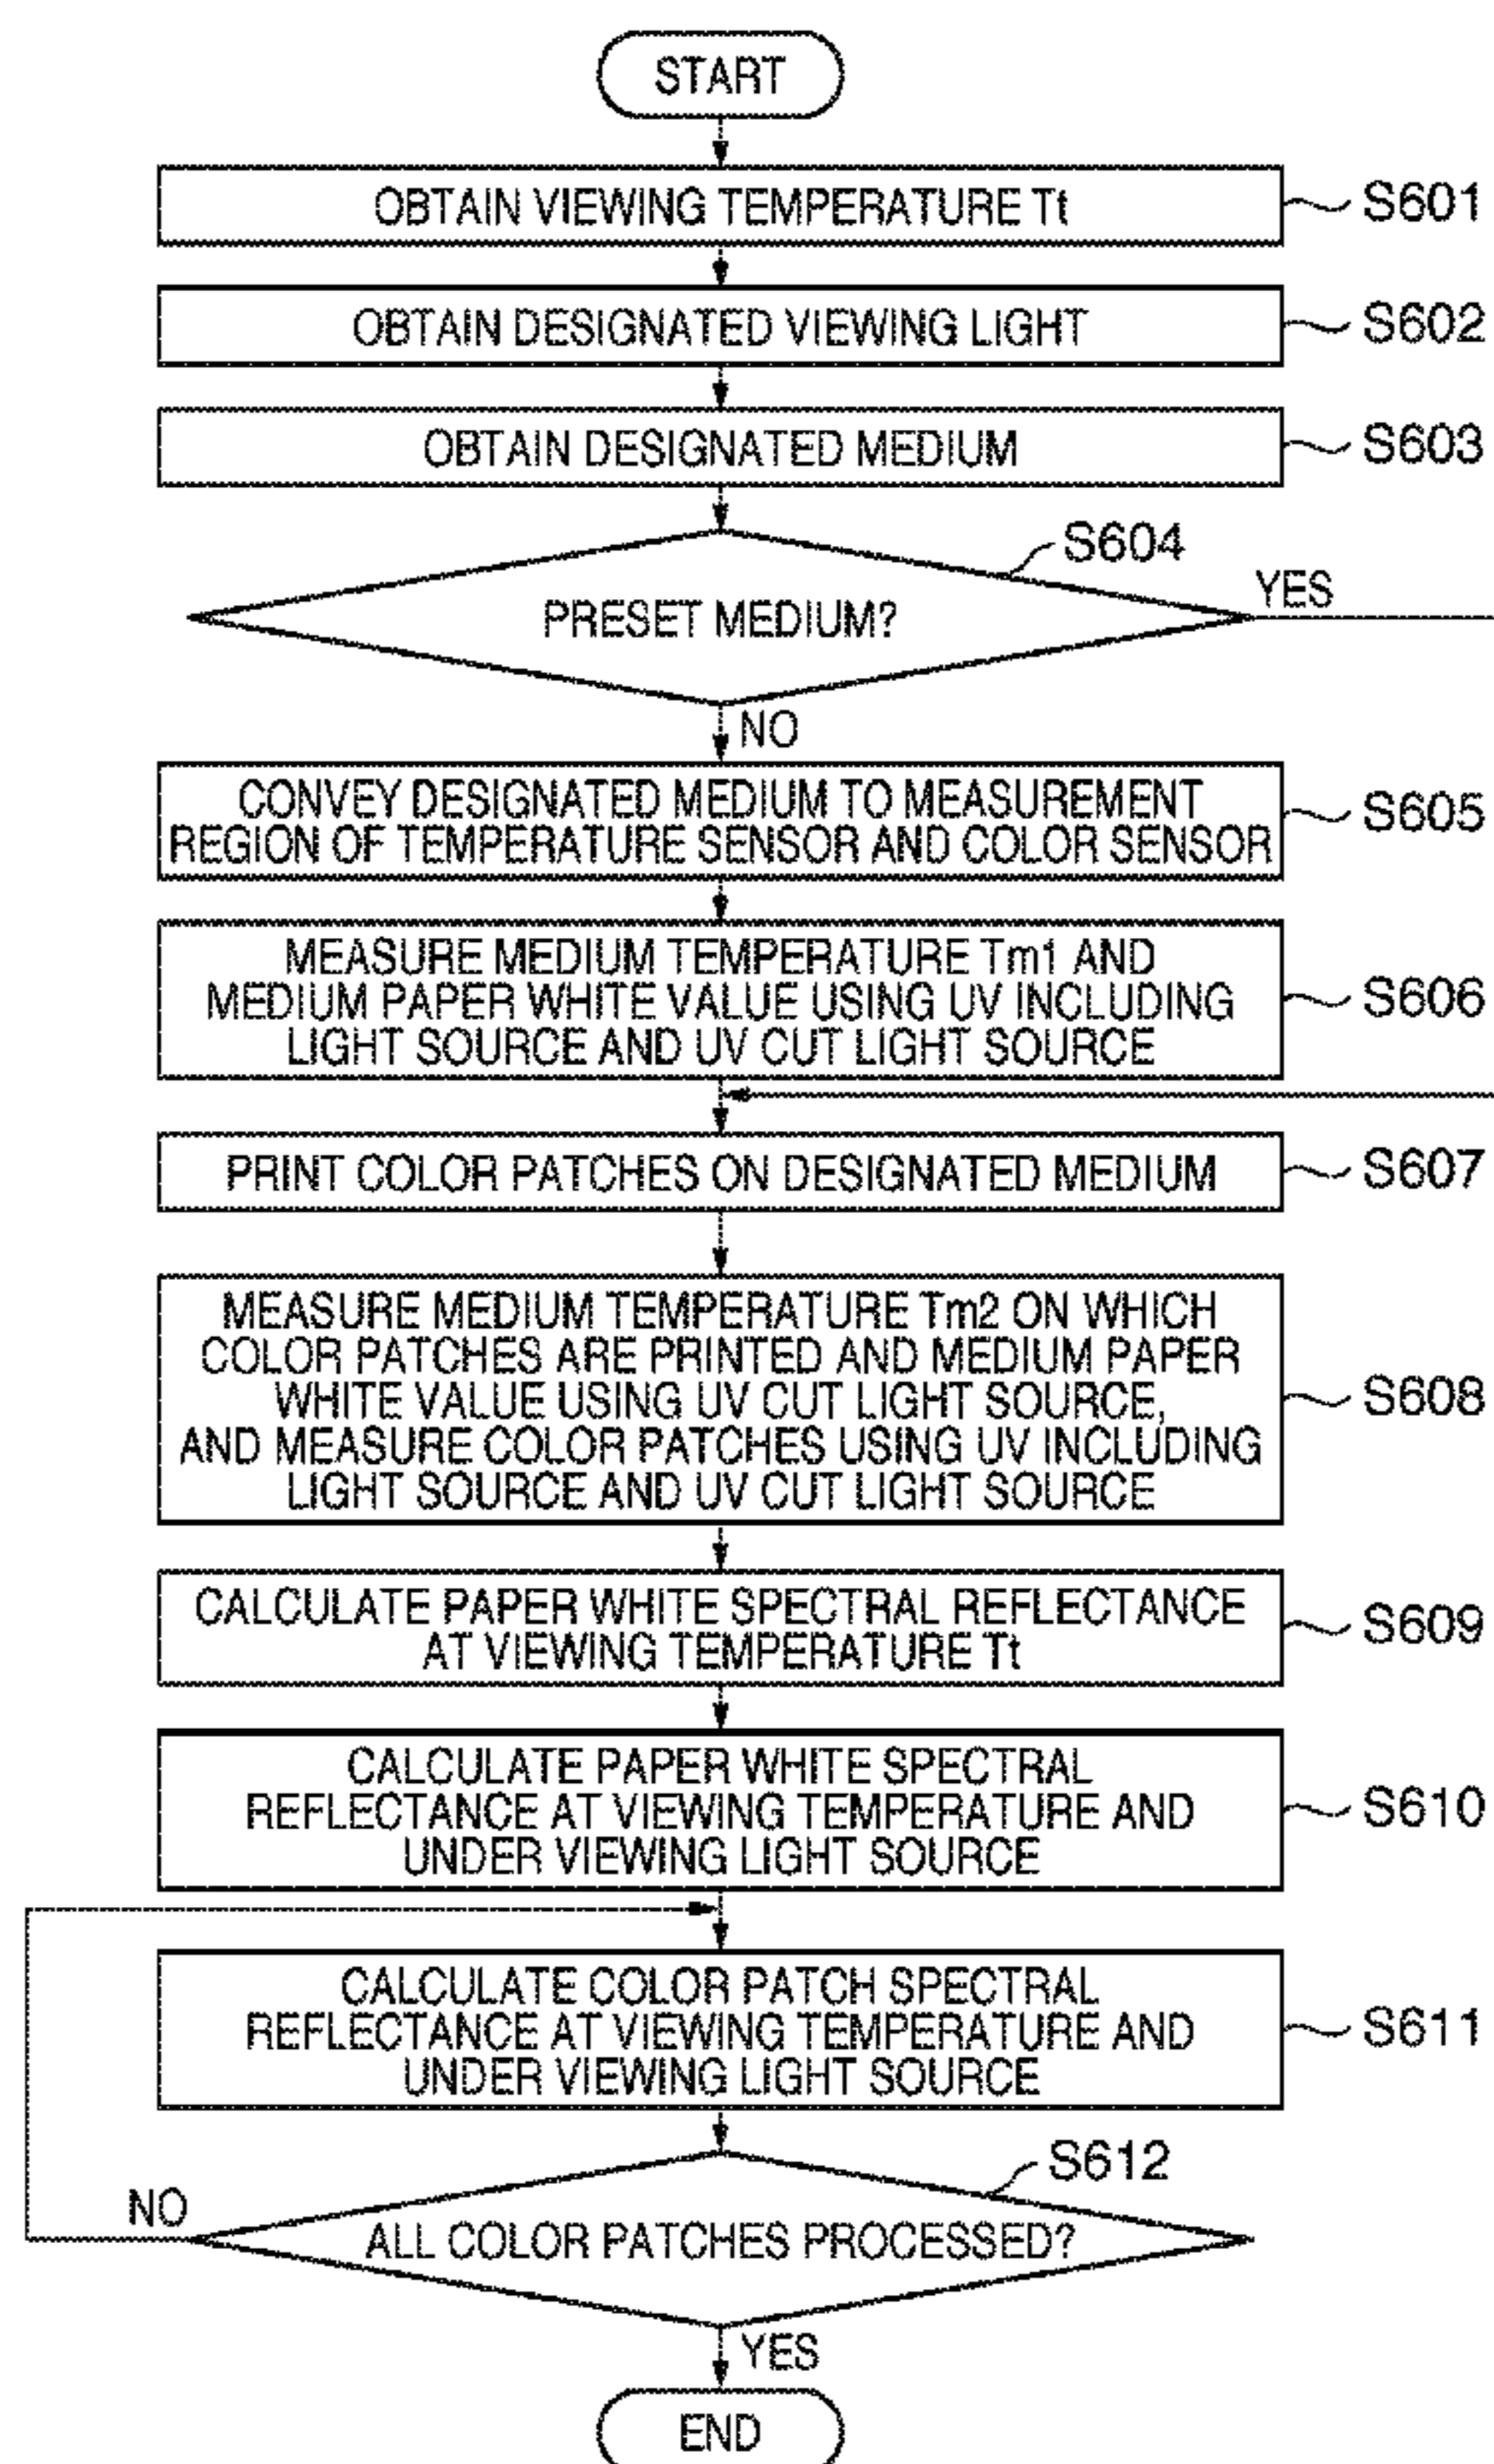 START
OBTAIN VIEWING TEMPERATURE Tt
S601
OBTAIN DESIGNATED VIEWING LIGHT
S602
OBTAIN DESIGNATED MEDIUM
S603
S604
PRESET MEDIUM?
YES
NO
CONVEY DESIGNATED MEDIUM TO MEASUREMENT
REGION OF TEMPERATURE SENSOR AND COLOR SENSOR
S605
MEASURE MEDIUM TEMPERATURE Tm1 AND
MEDIUM PAPER WHITE VALUE USING UV INCLUDING
LIGHT SOURCE AND UV CUT LIGHT SOURCE
S606
PRINT COLOR PATCHES ON DESIGNATED MEDIUM
S607
MEASURE MEDIUM TEMPERATURE Tm2 ON WHICH
COLOR PATCHES ARE PRINTED AND MEDIUM PAPER
WHITE VALUE USING UV CUT LIGHT SOURCE,
AND MEASURE COLOR PATCHES USING UV INCLUDING
LIGHT SOURCE AND UV CUT LIGHT SOURCE
S608
CALCULATE PAPER WHITE SPECTRAL REFLECTANCE
AT VIEWING TEMPERATURE Tt
S609
CALCULATE PAPER WHITE SPECTRAL
REFLECTANCE AT VIEWING TEMPERATURE AND
UNDER VIEWING LIGHT SOURCE
S610
CALCULATE COLOR PATCH SPECTRAL
REFLECTANCE AT VIEWING TEMPERATURE AND
UNDER VIEWING LIGHT SOURCE
S611
S612
NO
ALL COLOR PATCHES PROCESSED?
YES
END